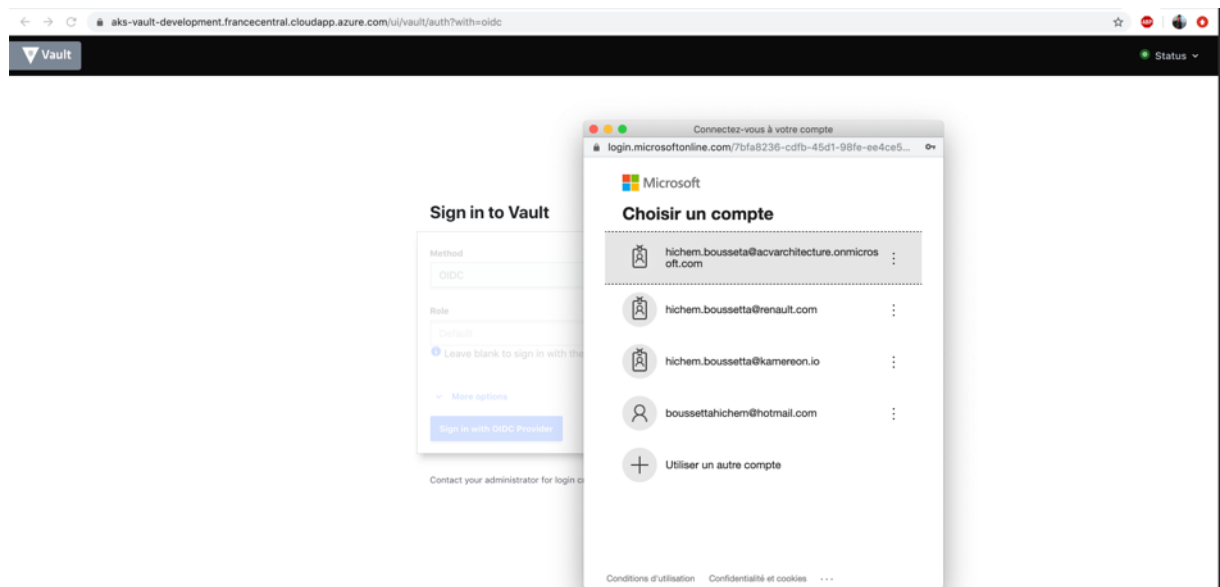 aks-vault-development.francecentral.cloudapp.azure.com/ui/vault/auth?with=oidc
ABP
Vault
Status
Connectez-vous à votre compte
login.microsoftonline.com/7bfa8236-cdfb-45d1-98fe-ee4ce5...
Microsoft
Sign in to Vault
Choisir un compte
Method
OIDC
hichem.bousseta@acvarchitecture.onmicros
oft.com
Role
Default
hichem.boussetta@renault.com
Leave blank to sign in with the
hichem.boussetta@kamereon.io
More options
boussettahichem@hotmail.com
Sign in with OIDC Provider
Utiliser un autre compte
Contact your administrator for login
Conditions d'utilisation Confidentialité et cookies ...